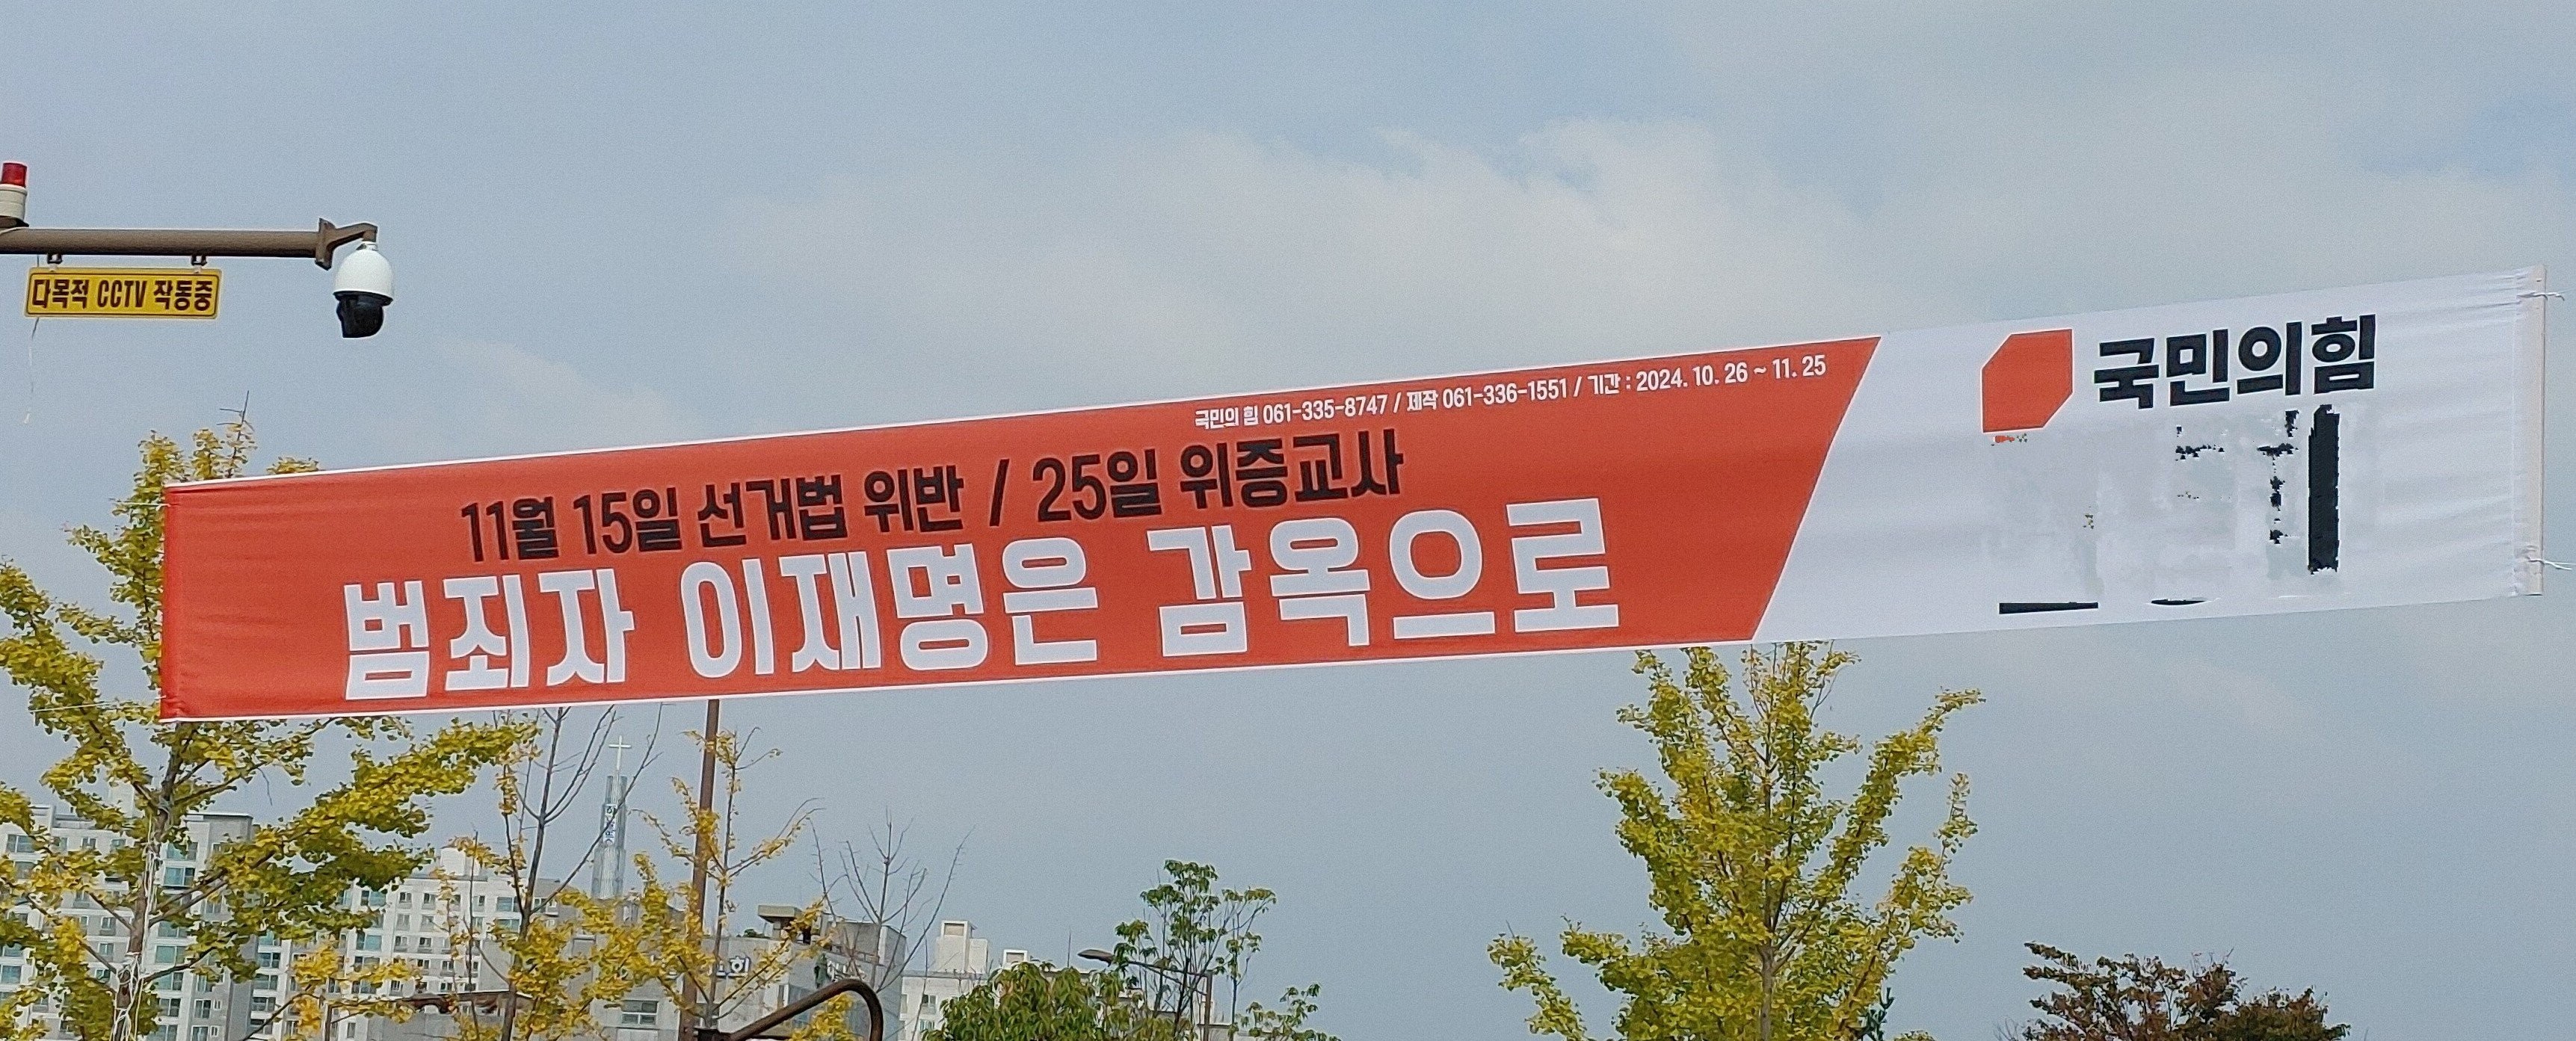 다목적 CCTV 작동중
국민의힘
국민의 힘 061-335-8747 / 제작 061-336-1551 / 기간 : 2024. 10. 26 ~ 11. 25
11월 15일 선거법 위반 / 25일 위증교사
범죄자 이재명은 감옥으로